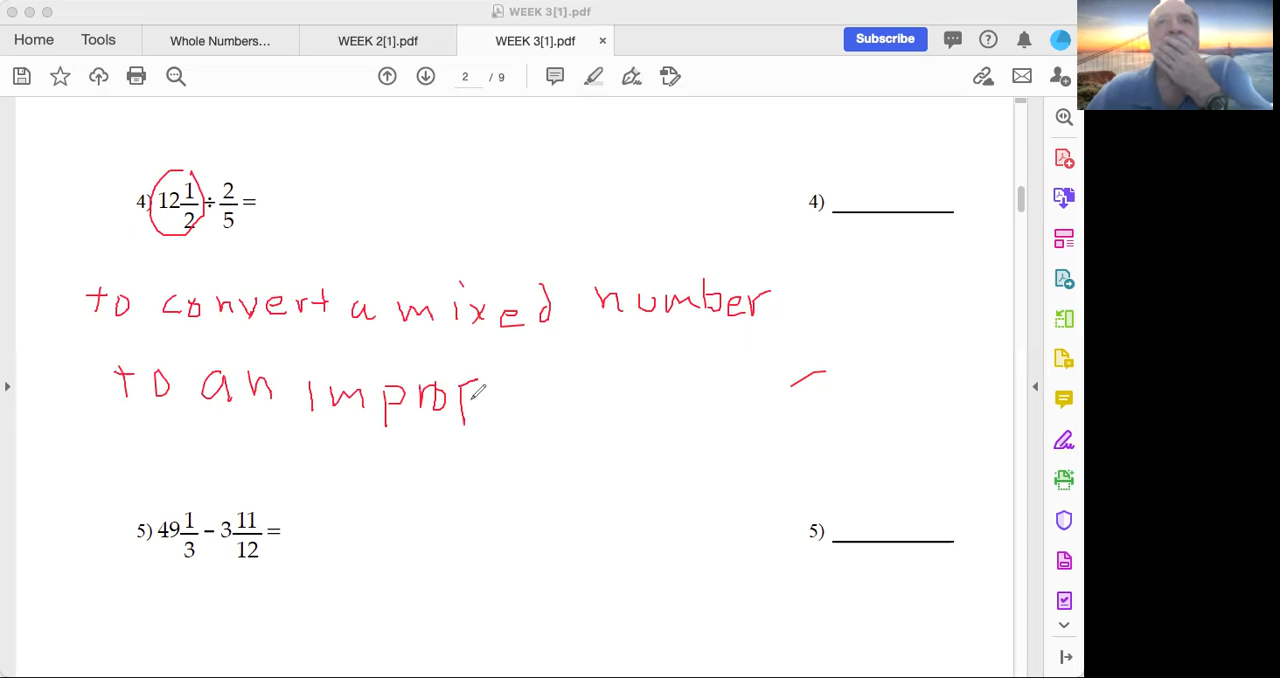 WEEK 3[1].pdf
Home Tools Whole Numbers... WEEK 2[1].pdf WEEK 3[1].pdf × Subscribe
2 / 9
4) 12 1/2 ÷ 2/5 = 4)
to convert a mixed number
to an improp
5) 49 1/3 - 3 11/12 = 5)